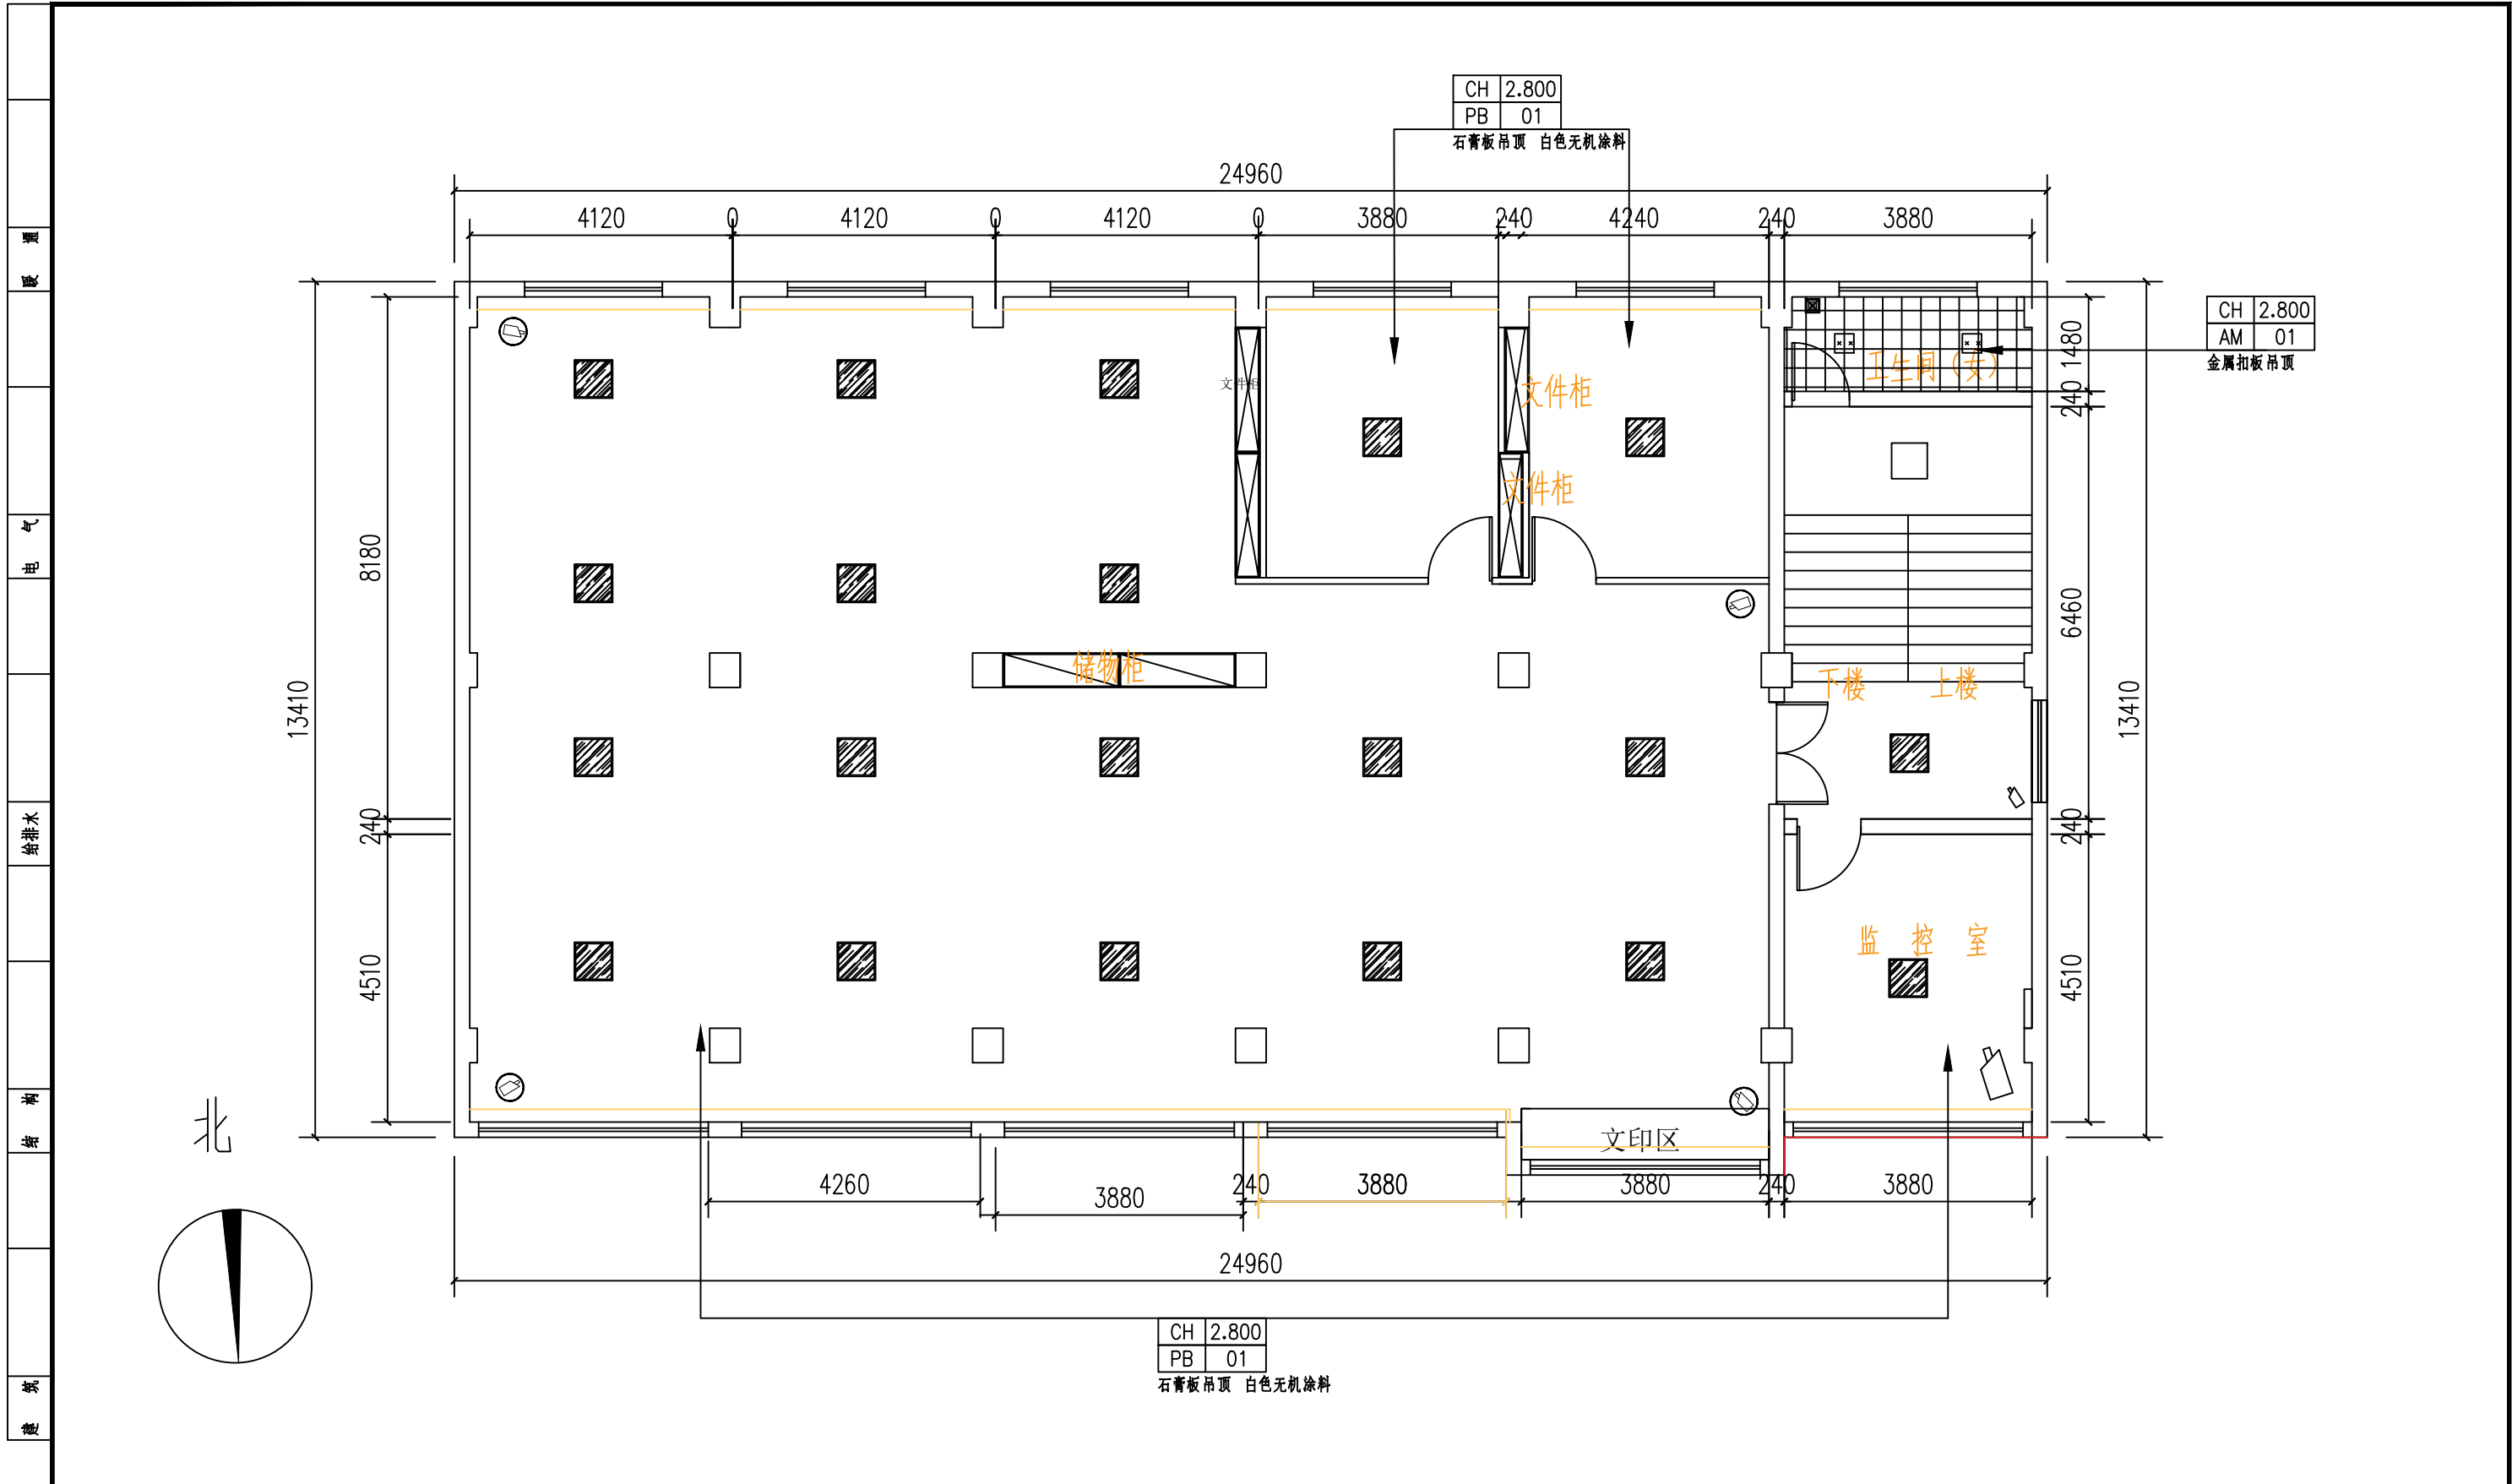 CH 2.800
PB 01
石膏板吊顶 白色无机涂料
24960
4120 0 4120 0 4120 0 3880 240 4240 240 3880
CH 2.800
AM 01
金属扣板吊顶
卫生间（女）
文件柜
文件柜
文件柜
储物柜
下楼 上楼
监 控 室
文印区
13410
8180
240
4510
1480
240
6460
240
4510
13410
4260 3880 240 3880 3880 240 3880
24960
CH 2.800
PB 01
石膏板吊顶 白色无机涂料
北
暖 通
电 气
给排水
结 构
建 筑